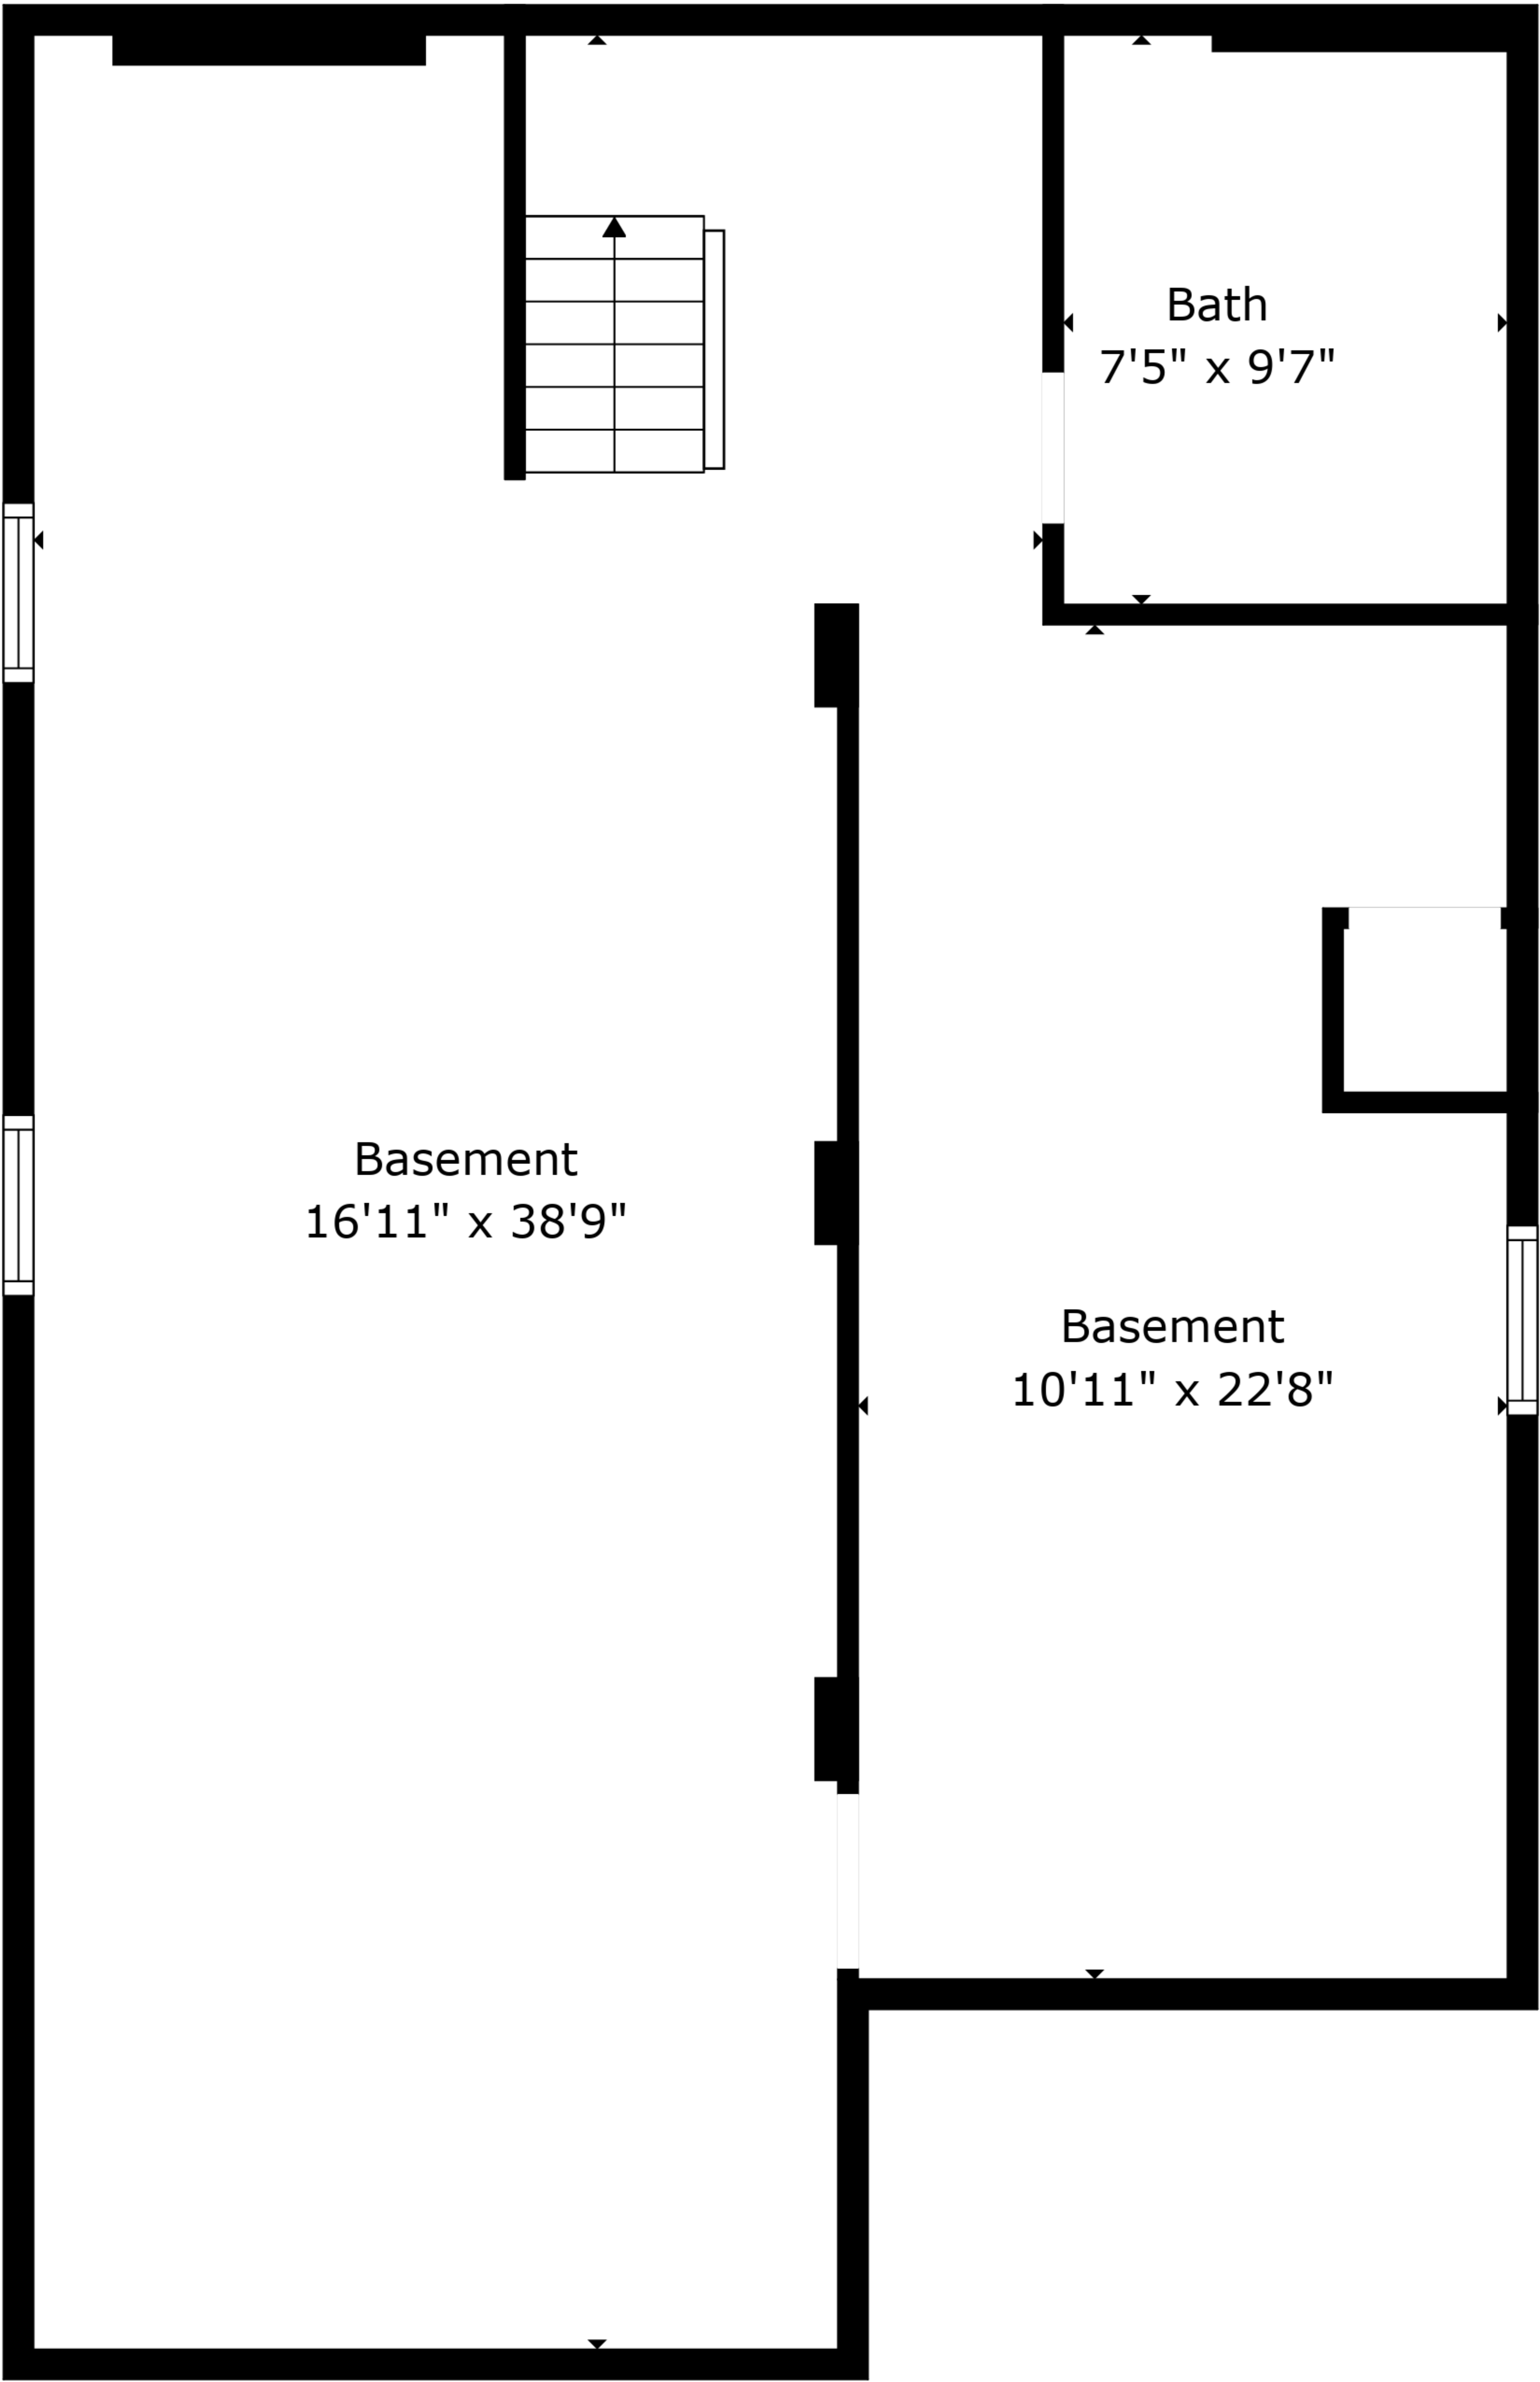 Bath
7'5" x 9'7"
Basement
16'11" x 38'9"
Basement
10'11" x 22'8"